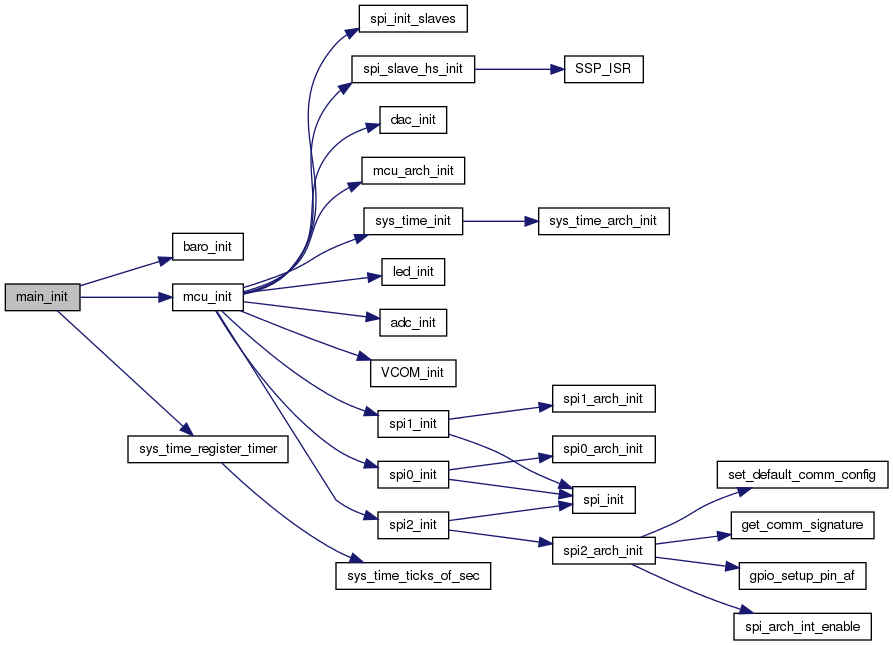 spi_init_slaves
spi_slave_hs_init
SSP_ISR
dac_init
mcu_arch_init
sys_time_init
sys_time_arch_init
baro_init
led_init
main_init
mcu_init
adc_init
VCOM_init
spi1_arch_init
spi1_init
sys_time_register_timer
spi0_arch_init
spi0_init
set_default_comm_config
spi_init
spi2_init
get_comm_signature
spi2_arch_init
sys_time_ticks_of_sec
gpio_setup_pin_af
spi_arch_int_enable